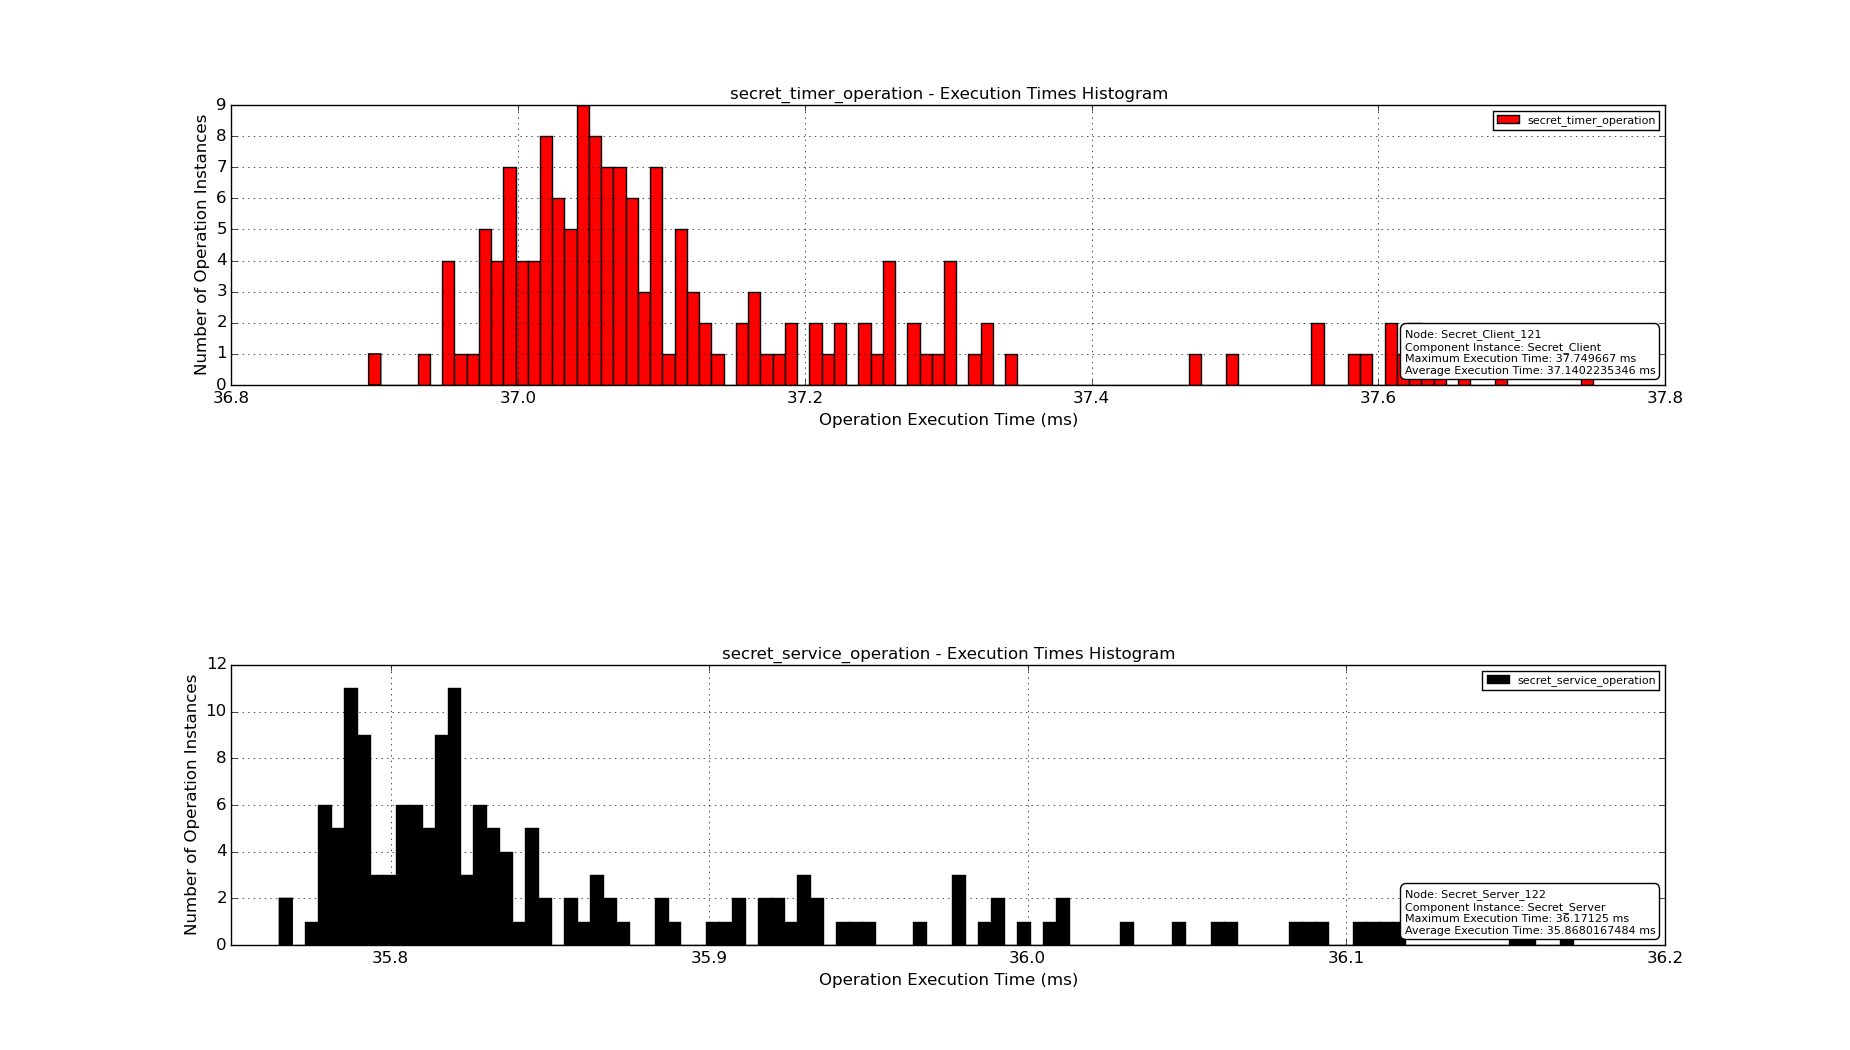 secret_timer_operation - Execution Times Histogram
9
8
7
6
5
4
3
2
1
0
Number of Operation Instances
secret_timer_operation
Node: Secret_Client_121
Component Instance: Secret_Client
Maximum Execution Time: 37.749667 ms
Average Execution Time: 37.1402235346 ms
36.8 37.0 37.2 37.4 37.6 37.8
Operation Execution Time (ms)
secret_service_operation - Execution Times Histogram
12
10
8
6
4
2
0
Number of Operation Instances
secret_service_operation
Node: Secret_Server_122
Component Instance: Secret_Server
Maximum Execution Time: 36.17125 ms
Average Execution Time: 35.8680167484 ms
35.8 35.9 36.0 36.1 36.2
Operation Execution Time (ms)